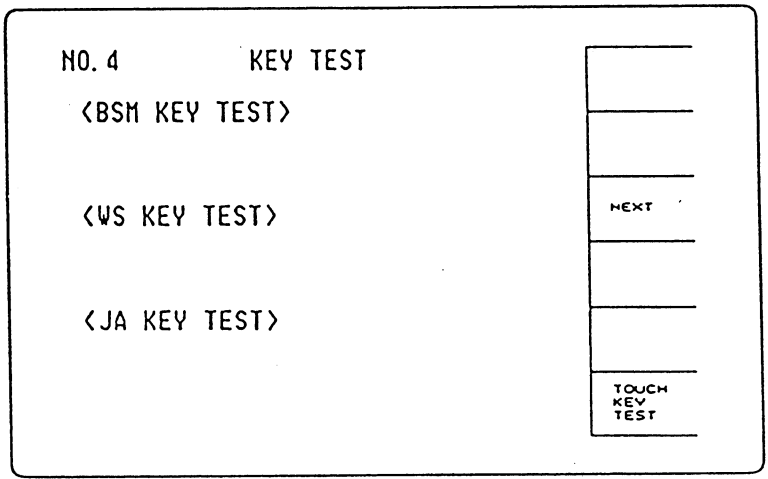 NO. 4 KEY TEST
<BSM KEY TEST>
<WS KEY TEST>
<JA KEY TEST>
NEXT
TOUCH
KEY
TEST